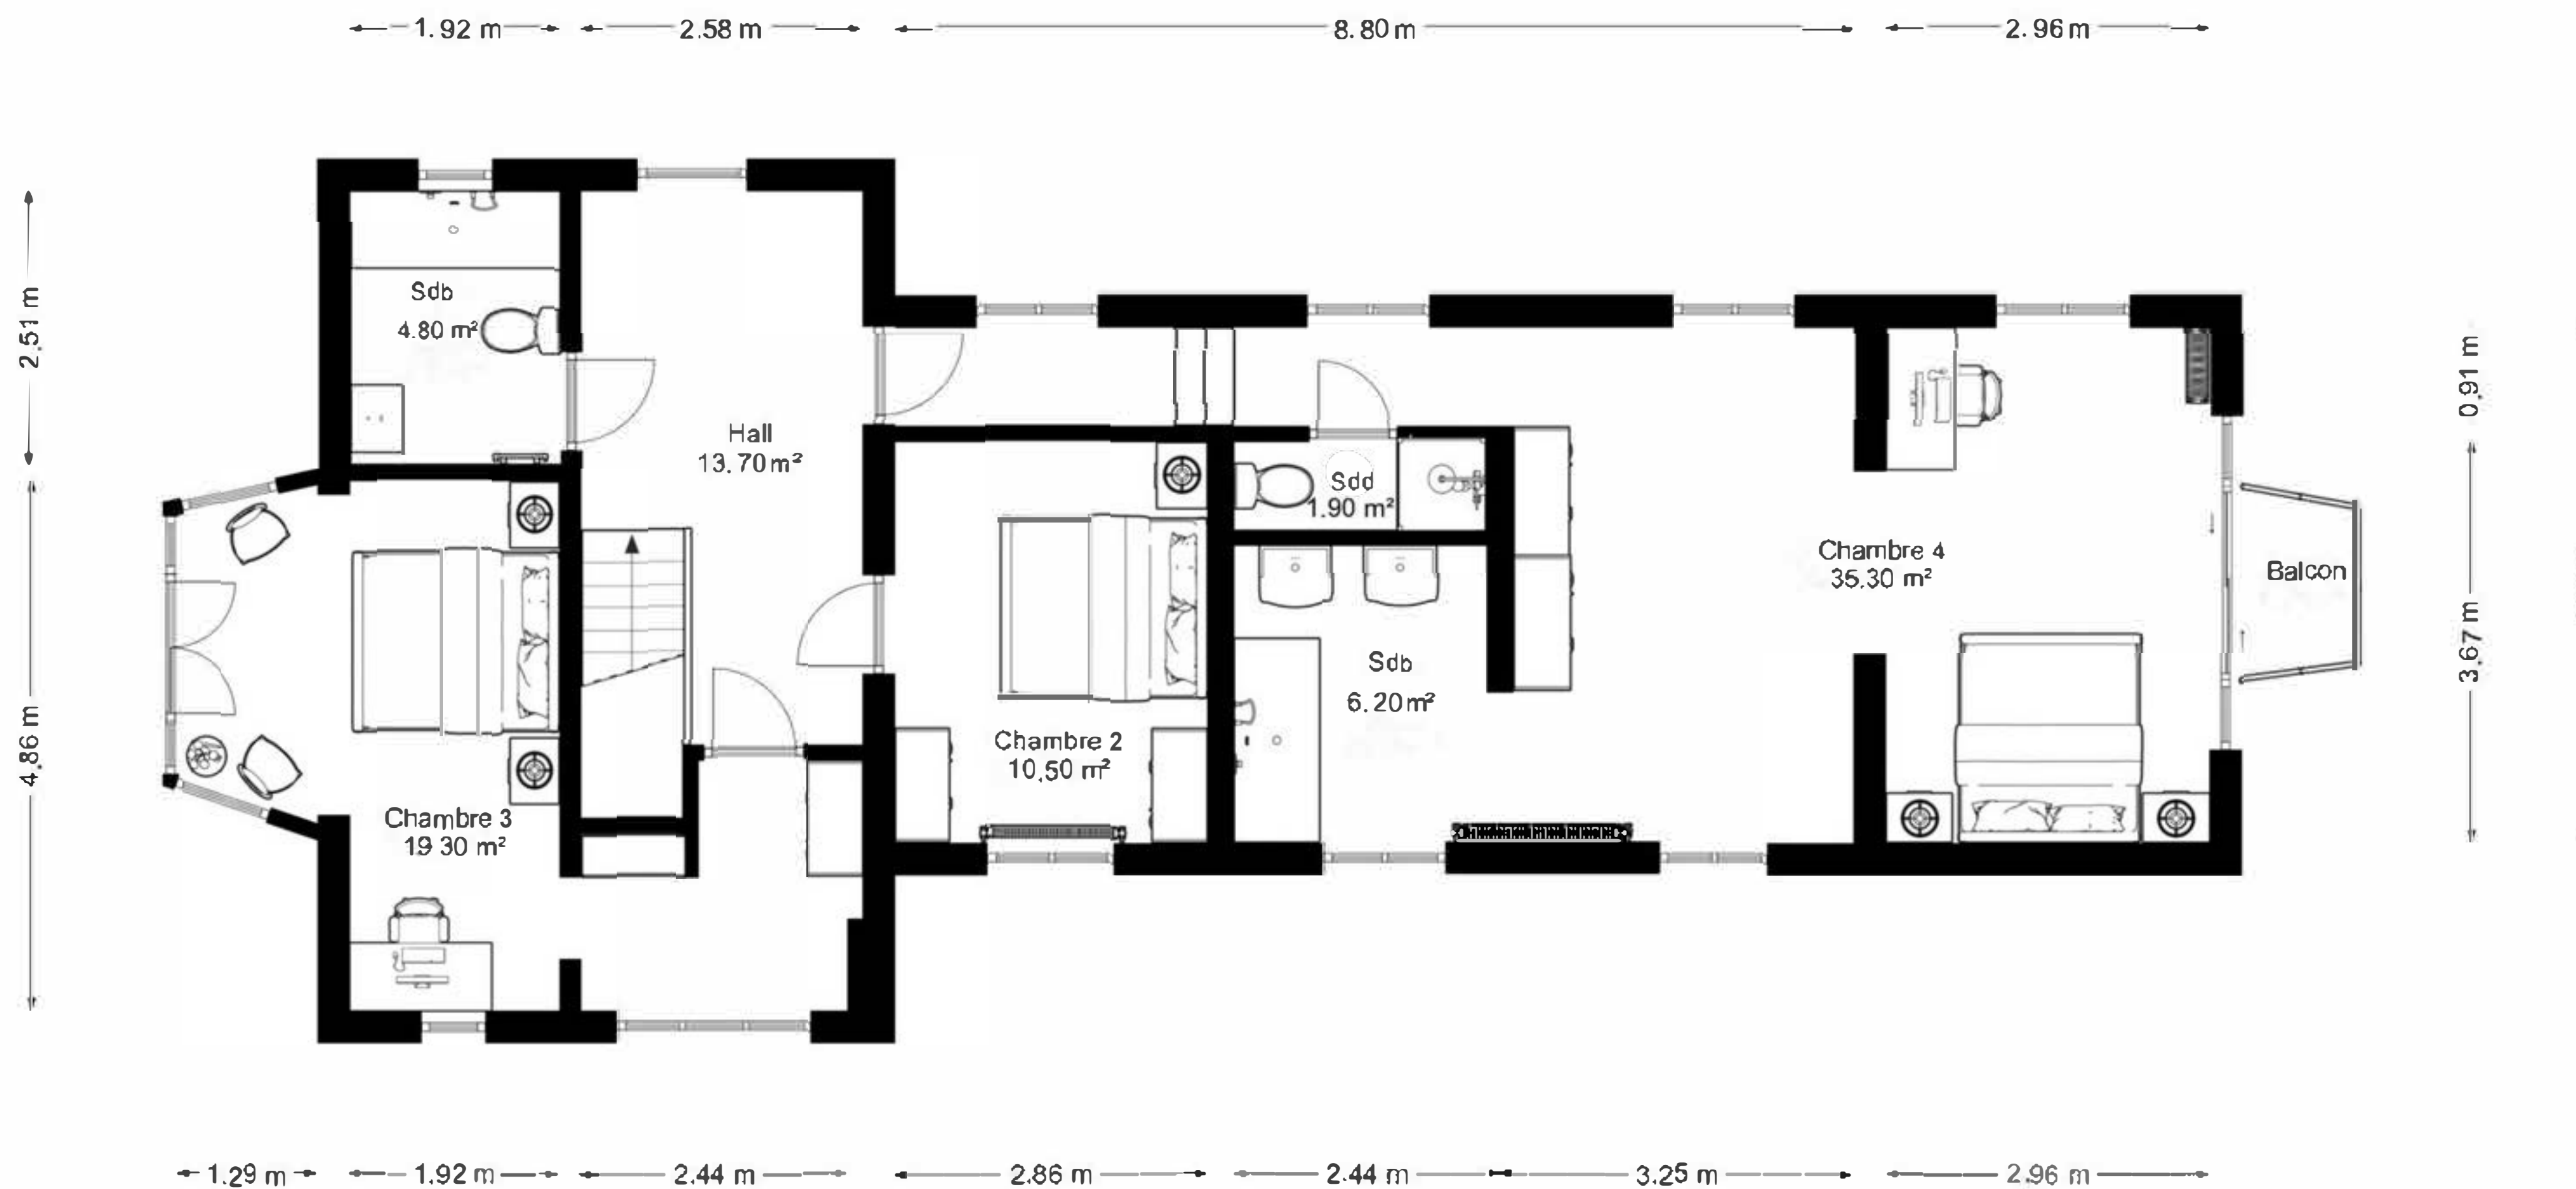 1.92 m
2.58 m
8.80 m
2.96 m
2,51 m
4,86 m
Sdb
4.80 m²
Hall
13.70 m²
Sdd
1.90 m²
Chambre 4
35.30 m²
Balcon
0,91 m
3,67 m
Sdb
6.20 m²
Chambre 2
10,50 m²
Chambre 3
19 30 m²
1.29 m
1.92 m
2.44 m
2.86 m
2.44 m
3.25 m
2.96 m